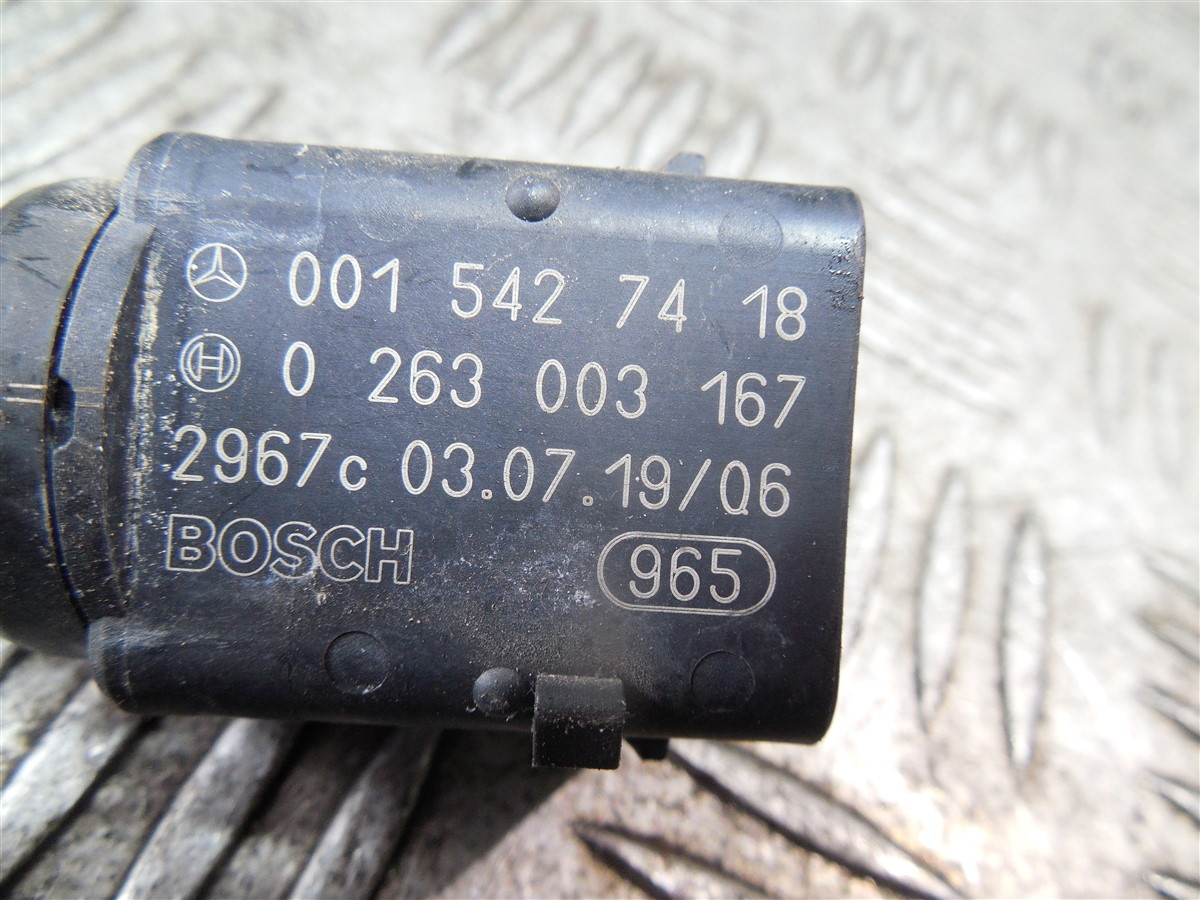 001 542 74 18
H 0 263 003 167
2967c 03.07.19/06
BOSCH 965